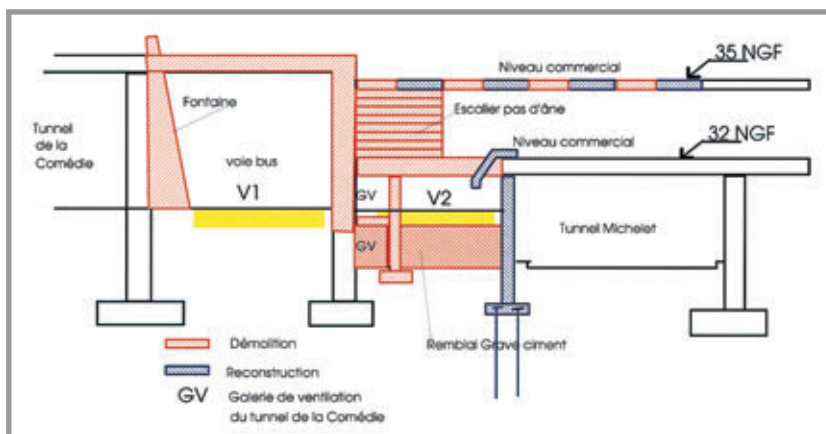 35 NGF
Niveau commercial
Fontaine
Escalier pas d'âne
Tunnel
de la
Comédie
voie bus
Niveau commercial
32 NGF
V1
GV
V2
Tunnel Michelet
GV
Remblai Grave ciment
Démolition
Reconstruction
GV Galerie de ventilation
du tunnel de la Comédie